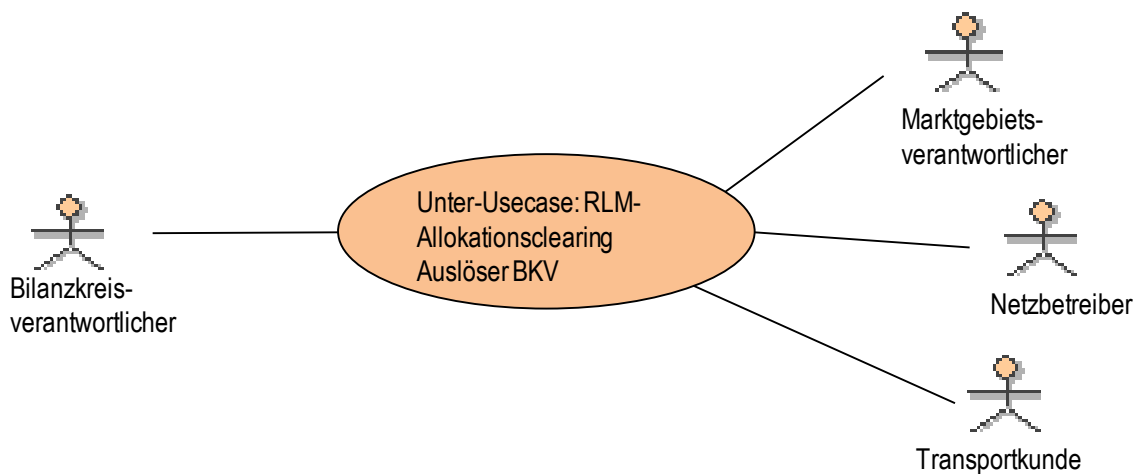 Marktgebiets-
verantwortlicher
Unter-Usecase: RLM-
Allokationsclearing
Auslöser BKV
Bilanzkreis-
verantwortlicher
Netzbetreiber
Transportkunde